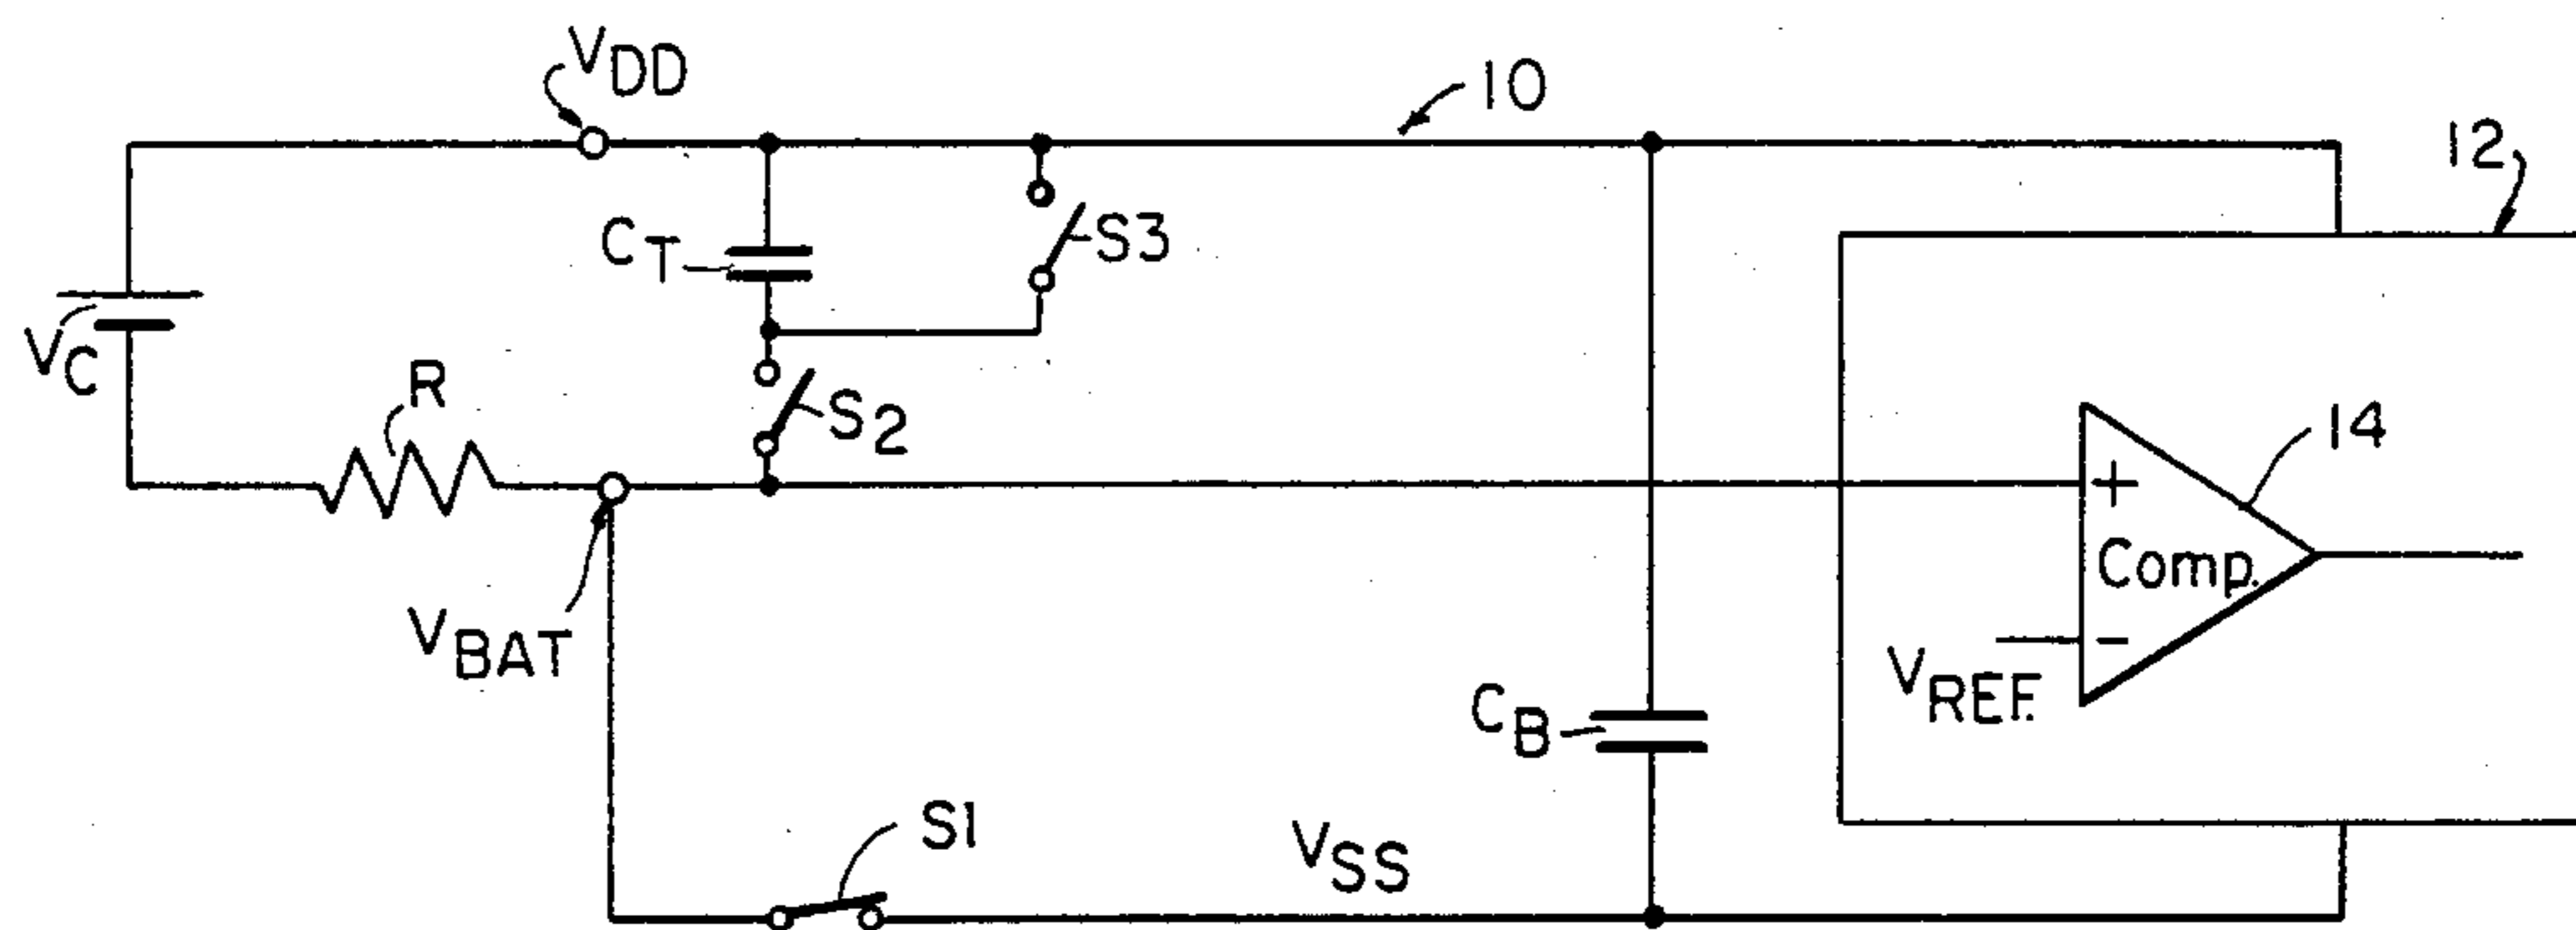 VDD
10
12
CT
S3
VC
R
S2
14
+
Comp.
VBAT
-
VREF.
CB
S1
VSS